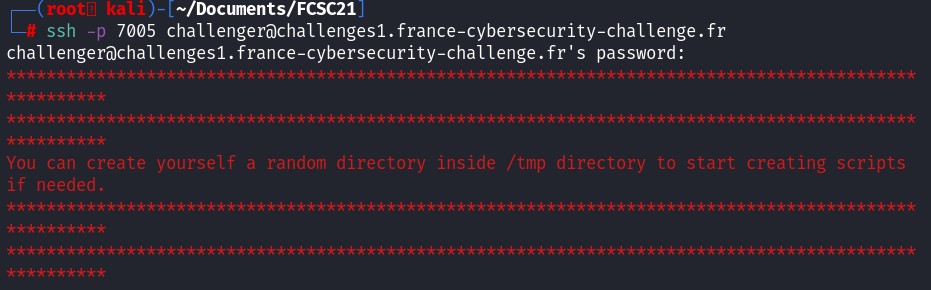 ┌──(root💀 kali)-[~/Documents/FCSC21]
└─# ssh -p 7005 challenger@challenges1.france-cybersecurity-challenge.fr
challenger@challenges1.france-cybersecurity-challenge.fr's password:
*******************************************************************************************
**********
*******************************************************************************************
**********
You can create yourself a random directory inside /tmp directory to start creating scripts
if needed.
*******************************************************************************************
**********
*******************************************************************************************
**********